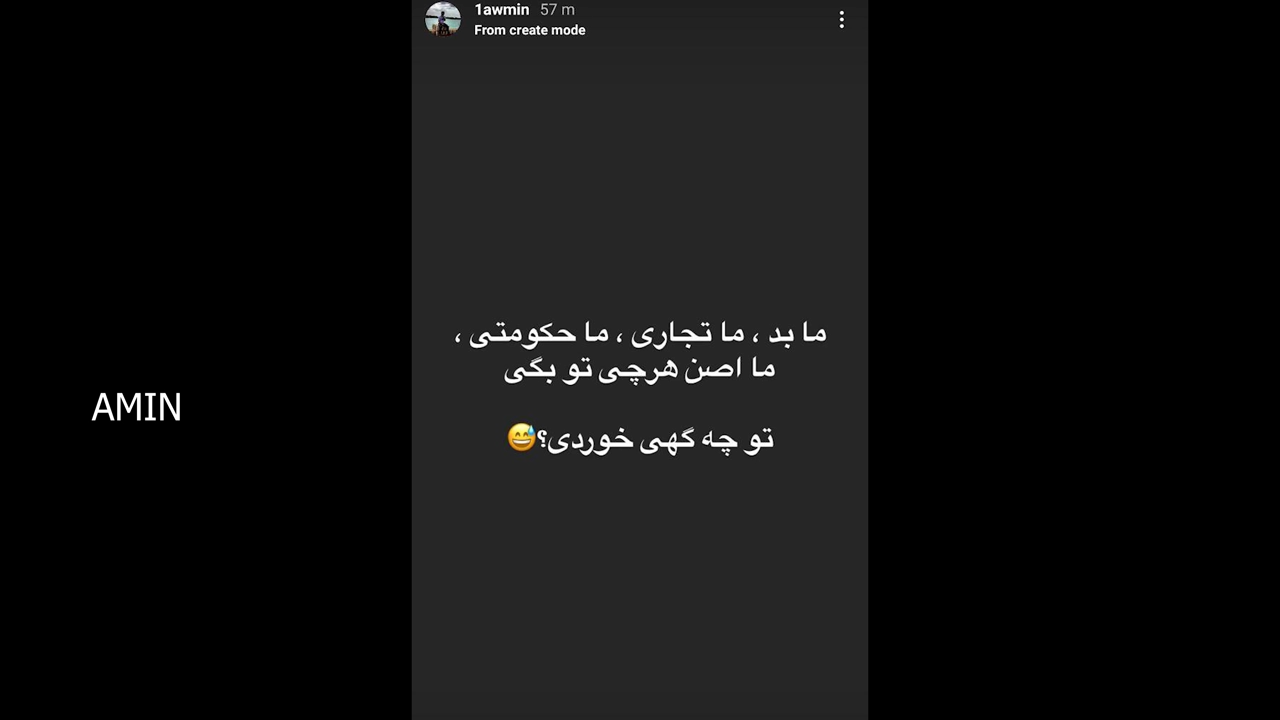 1awmin 57 m
From create mode
ما بد ، ما تجاری ، ما حکومتی ،
ما اصن هرچی تو بگی
تو چه گهی خوردی؟😅
AMIN